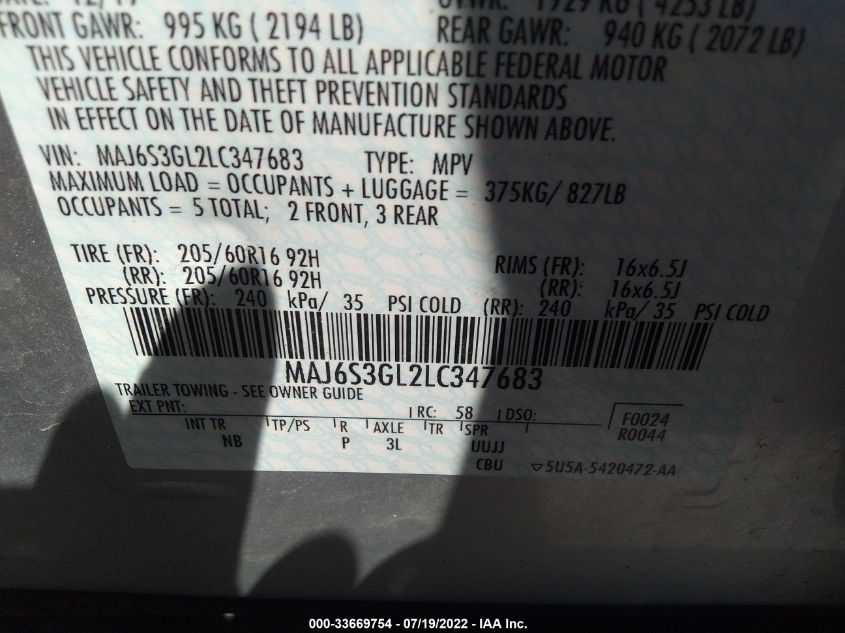 FRONT GAWR: 995 KG ( 2194 LB) REAR GAWR: 940 KG ( 2072 LB)
THIS VEHICLE CONFORMS TO ALL APPLICABLE FEDERAL MOTOR
VEHICLE SAFETY AND THEFT PREVENTION STANDARDS
IN EFFECT ON THE DATE OF MANUFACTURE SHOWN ABOVE.
VIN: MAJ6S3GL2LC347683 TYPE: MPV
MAXIMUM LOAD = OCCUPANTS + LUGGAGE = 375KG/ 827LB
OCCUPANTS = 5 TOTAL; 2 FRONT, 3 REAR
TIRE (FR): 205/60R16 92H RIMS (FR): 16x6.5J
(RR): 205/60R16 92H (RR): 16x6.5J
PRESSURE (FR): 240 kPa/ 35 PSI COLD (RR): 240 kPa/ 35 PSI COLD
MAJ6S3GL2LC347683
TRAILER TOWING - SEE OWNER GUIDE
EXT PNT: RC: 58 DSO: F0024
R0044
INT TR TP/PS R AXLE TR SPR
NB P 3L UUJJ
CBU 5U5A-5420472-AA
000-33669754 - 07/19/2022 - IAA Inc.